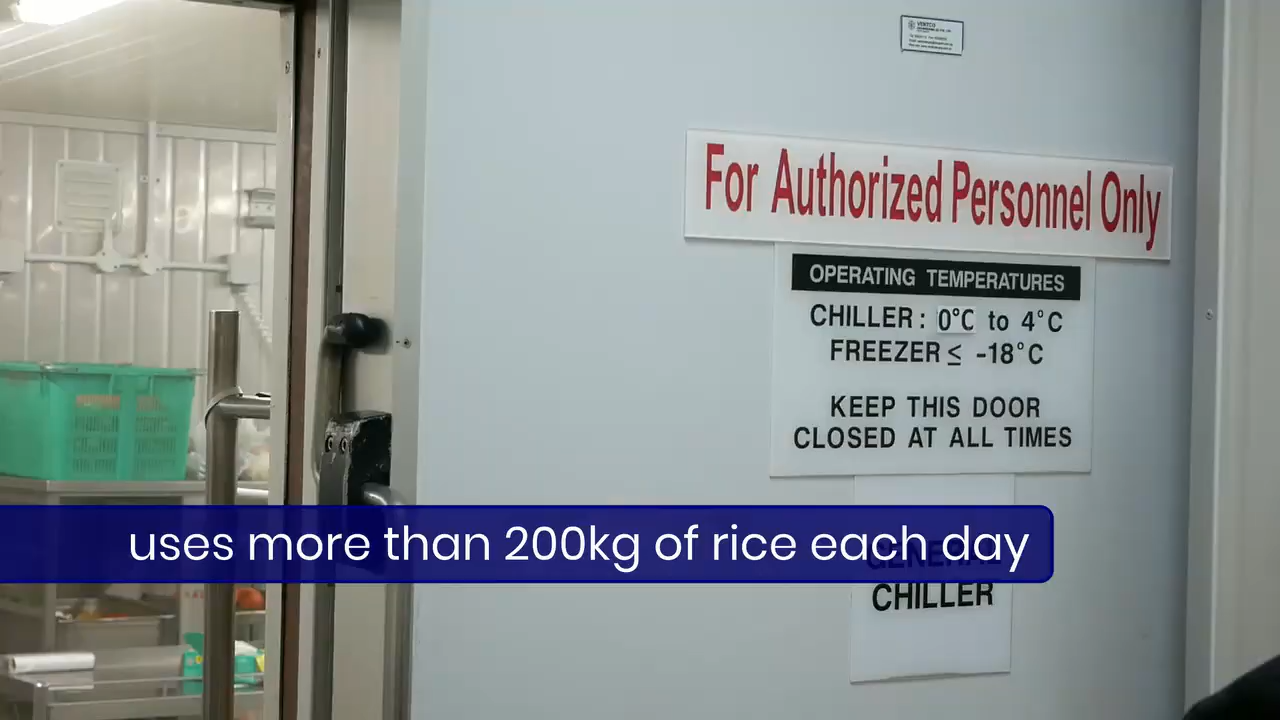 For Authorized Personnel Only
OPERATING TEMPERATURES
CHILLER: 0°C to 4°C
FREEZER ≤ -18°C
KEEP THIS DOOR
CLOSED AT ALL TIMES
uses more than 200kg of rice each day
GENERAL
CHILLER